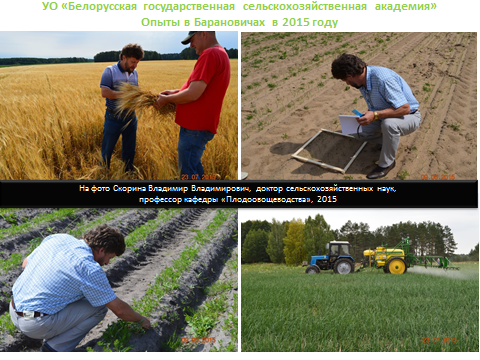 УО «Белорусская государственная сельскохозяйственная академия»
Опыты в Барановичах в 2015 году
На фото Скорина Владимир Владимирович, доктор сельскохозяйственных наук,
профессор кафедры «Плодоовощеводства», 2015